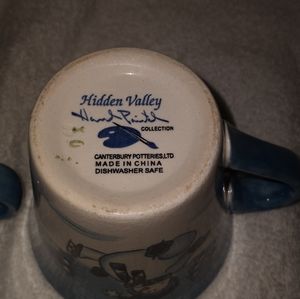 Hidden Valley
Hand Painted
COLLECTION
CANTERBURY POTTERIES,LTD
MADE IN CHINA
DISHWASHER SAFE